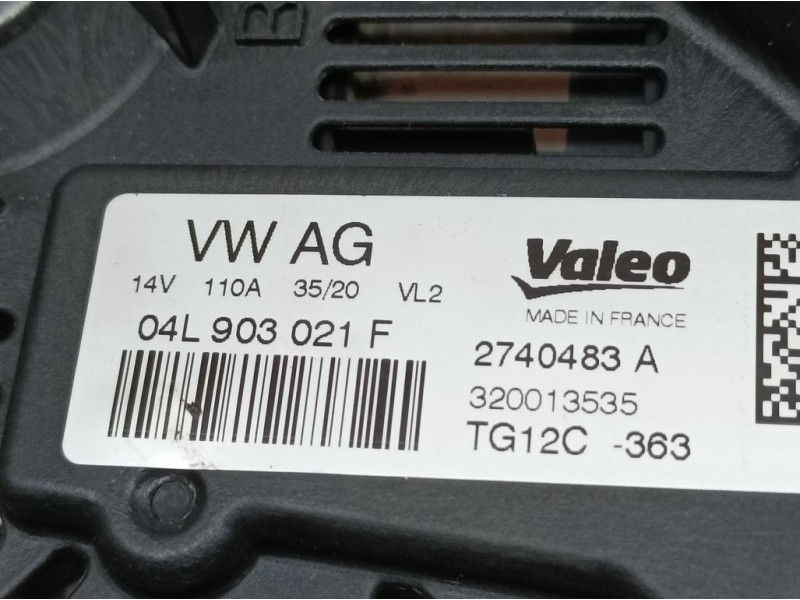 B
VW AG
14V 110A 35/20 VL2
04L 903 021 F
Valeo
MADE IN FRANCE
2740483 A
320013535
TG12C -363